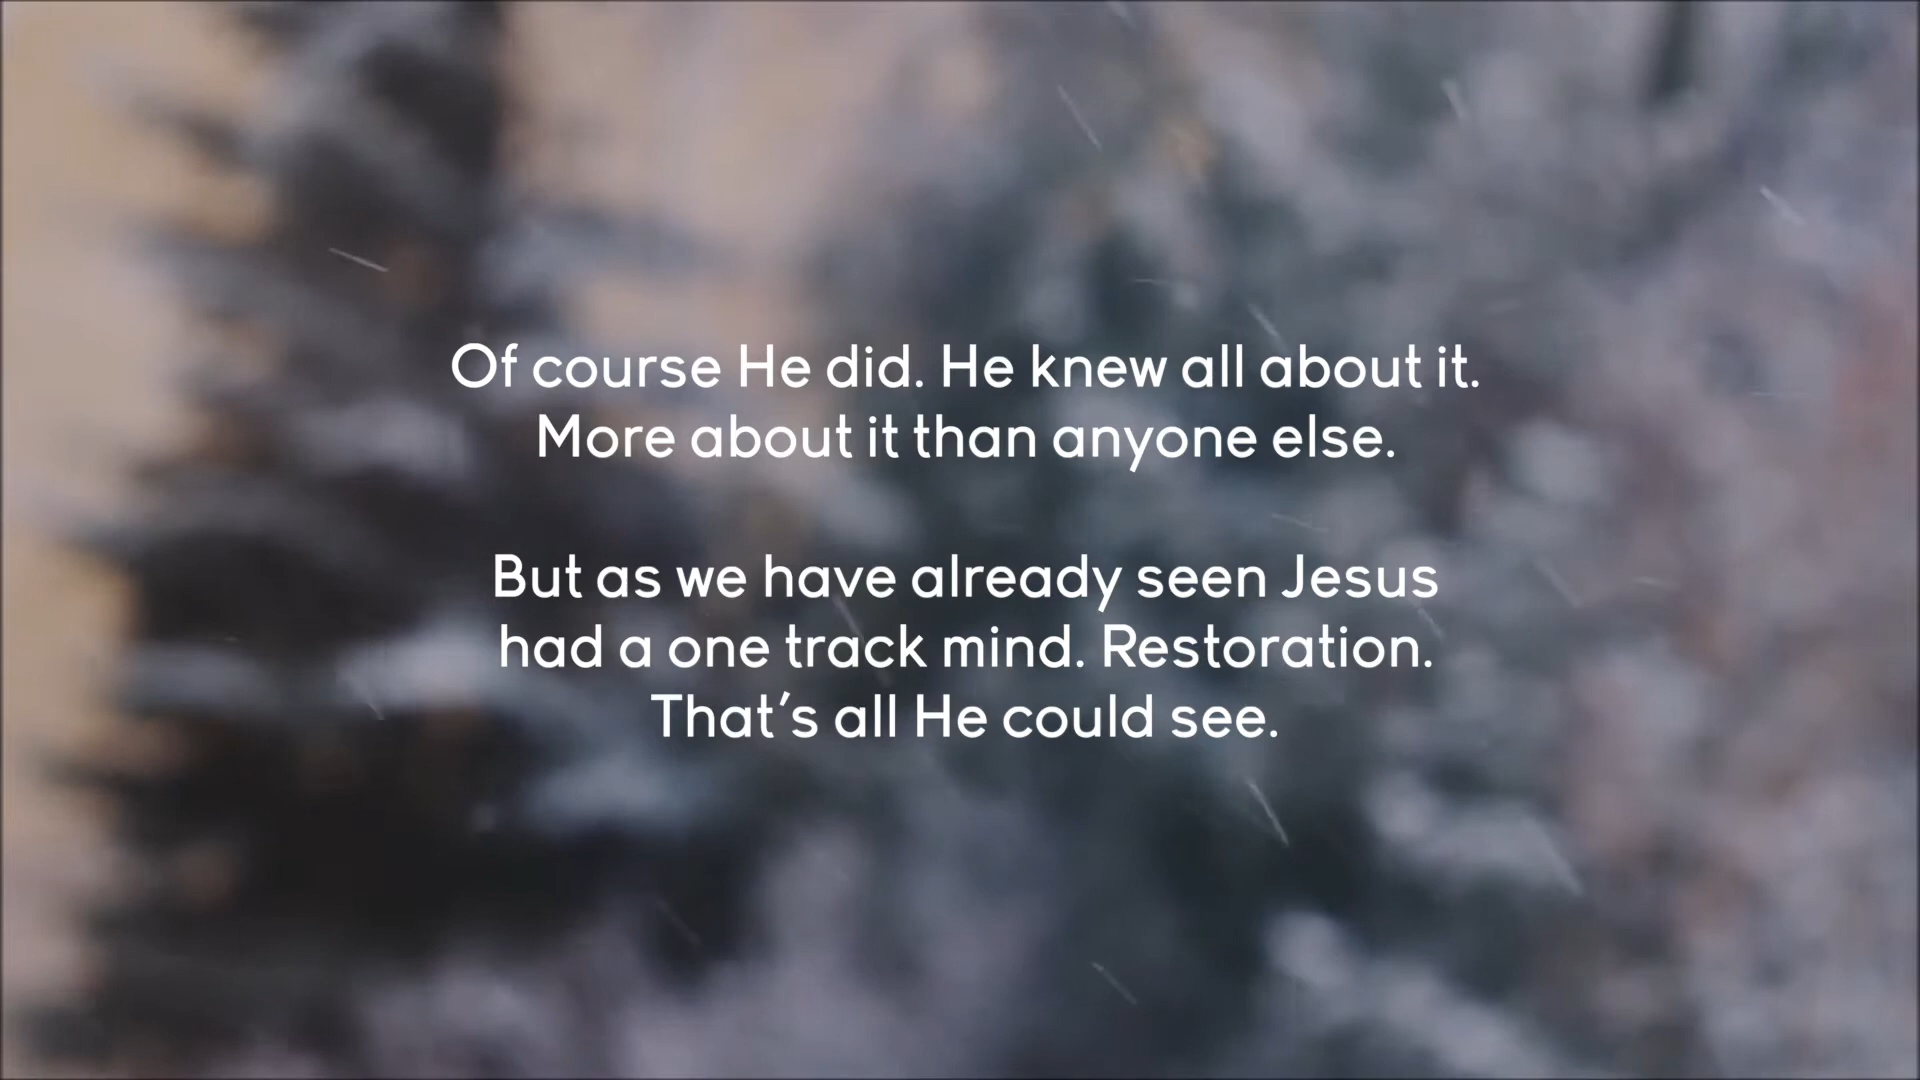 Of course He did. He knew all about it.
More about it than anyone else.
But as we have already seen Jesus
had a one track mind. Restoration.
That's all He could see.